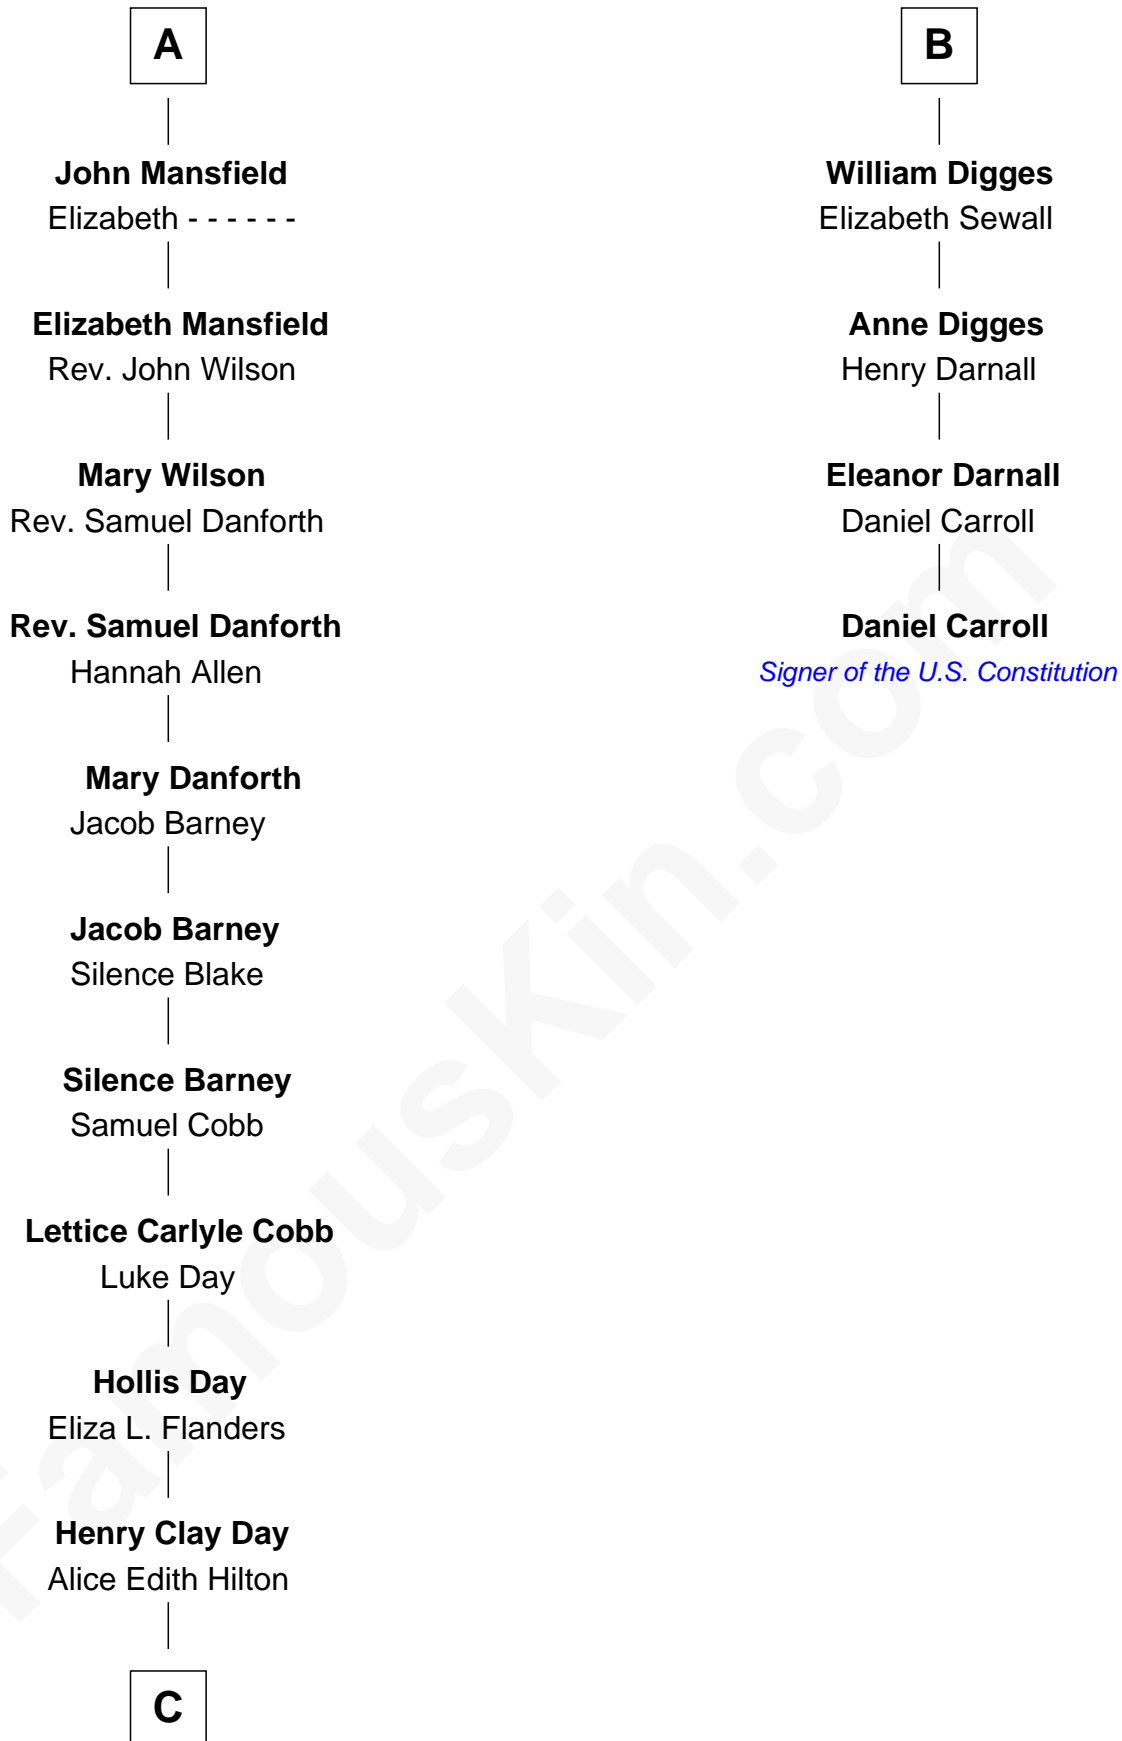 A
John Mansfield
Elizabeth - - - - - -
Elizabeth Mansfield
Rev. John Wilson
Mary Wilson
Rev. Samuel Danforth
Rev. Samuel Danforth
Hannah Allen
Mary Danforth
Jacob Barney
Jacob Barney
Silence Blake
Silence Barney
Samuel Cobb
Lettice Carlyle Cobb
Luke Day
Hollis Day
Eliza L. Flanders
Henry Clay Day
Alice Edith Hilton
C
B
William Digges
Elizabeth Sewall
Anne Digges
Henry Darnall
Eleanor Darnall
Daniel Carroll
Daniel Carroll
Signer of the U.S. Constitution
FamousKin.com